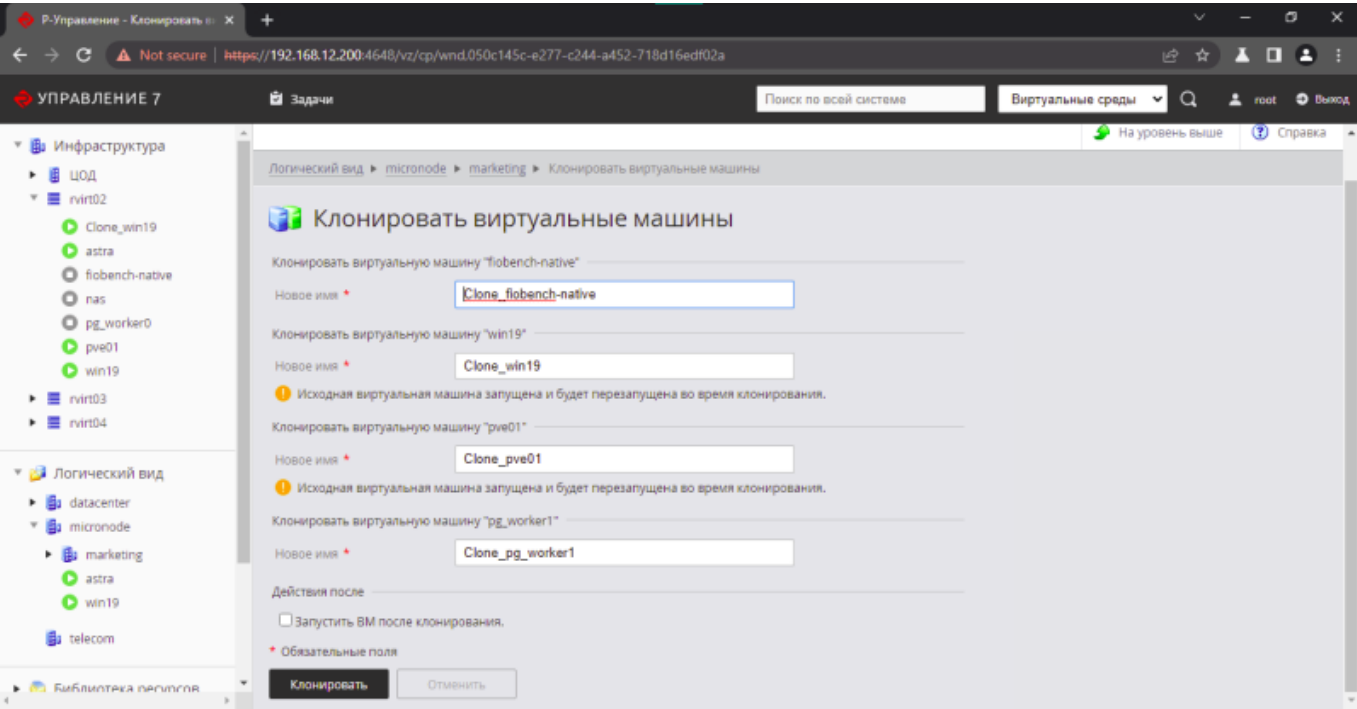 Р-Управление - Клонировать в
Not secure https://192.168.12.200:4648/vz/cp/wnd.050c145c-e277-c244-a452-718d16edf02a
УПРАВЛЕНИЕ 7
Задачи
Поиск по всей системе
Виртуальные среды
root
Выход
Инфраструктура
ЦОД
rvirt02
Clone_win19
astra
fiobench-native
nas
pg_worker0
pve01
win19
rvirt03
rvirt04
Логический вид
datacenter
micronode
marketing
astra
win19
telecom
Библиотека ресурсов
На уровень выше
Справка
Логический вид micronode marketing Клонировать виртуальные машины
Клонировать виртуальные машины
Клонировать виртуальную машину "fiobench-native"
Новое имя * Clone_fiobench-native
Клонировать виртуальную машину "win19"
Новое имя * Clone_win19
Исходная виртуальная машина запущена и будет перезапущена во время клонирования.
Клонировать виртуальную машину "pve01"
Новое имя * Clone_pve01
Исходная виртуальная машина запущена и будет перезапущена во время клонирования.
Клонировать виртуальную машину "pg_worker1"
Новое имя * Clone_pg_worker1
Действия после
Запустить ВМ после клонирования.
* Обязательные поля
Клонировать
Отменить